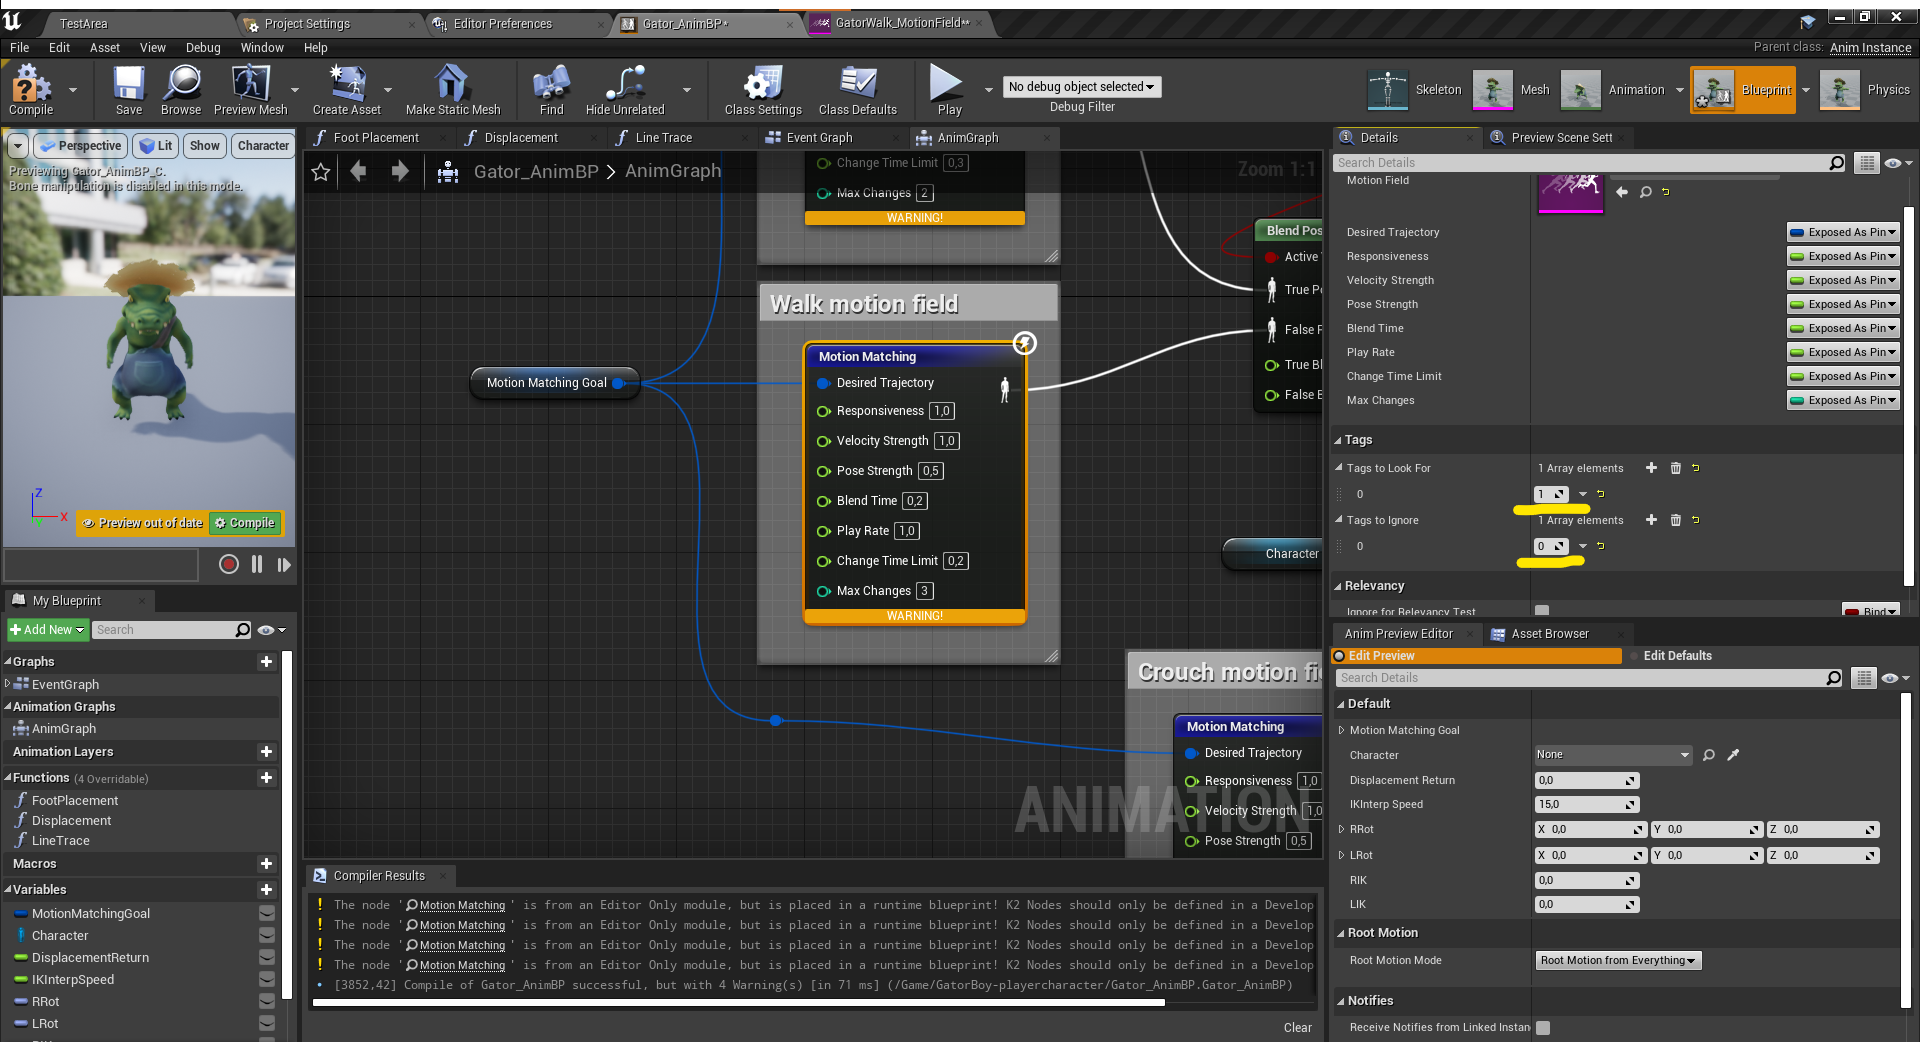 TestArea
Project Settings
Editor Preferences
Gator_AnimBP*
GatorWalk_MotionField**
File Edit Asset View Debug Window Help
Parent class: Anim Instance
Compile
Save
Browse
Preview Mesh
Create Asset
Make Static Mesh
Find
Hide Unrelated
Class Settings
Class Defaults
Play
No debug object selected
Debug Filter
Skeleton
Mesh
Animation
Blueprint
Physics
Perspective
Lit
Show
Character
Previewing Gator_AnimBP_C.
Bone manipulation is disabled in this mode.
Z
X
Preview out of date
Compile
My Blueprint
Add New
Search
Graphs
EventGraph
Animation Graphs
AnimGraph
Animation Layers
Functions (4 Overridable)
FootPlacement
Displacement
LineTrace
Macros
Variables
MotionMatchingGoal
Character
DisplacementReturn
IKInterpSpeed
RRot
LRot
Foot Placement
Displacement
Line Trace
Event Graph
AnimGraph
Gator_AnimBP > AnimGraph
Zoom 1:1
Change Time Limit 0,3
Max Changes 2
WARNING!
Walk motion field
Motion Matching
Desired Trajectory
Responsiveness 1,0
Velocity Strength 1,0
Pose Strength 0,5
Blend Time 0,2
Play Rate 1,0
Change Time Limit 0,2
Max Changes 3
WARNING!
Motion Matching Goal
Blend Pos
Active
True Po
False P
True Bl
False B
Character
Crouch motion fi
Motion Matching
Desired Trajectory
Responsiveness 1,0
Velocity Strength 1,0
Pose Strength 0,5
ANIMATION
Compiler Results
! The node ' Motion Matching ' is from an Editor Only module, but is placed in a runtime blueprint! K2 Nodes should only be defined in a Develop
! The node ' Motion Matching ' is from an Editor Only module, but is placed in a runtime blueprint! K2 Nodes should only be defined in a Develop
! The node ' Motion Matching ' is from an Editor Only module, but is placed in a runtime blueprint! K2 Nodes should only be defined in a Develop
! The node ' Motion Matching ' is from an Editor Only module, but is placed in a runtime blueprint! K2 Nodes should only be defined in a Develop
• [3852,42] Compile of Gator_AnimBP successful, but with 4 Warning(s) [in 71 ms] (/Game/GatorBoy-playercharacter/Gator_AnimBP.Gator_AnimBP)
Clear
Details
Preview Scene Sett
Search Details
Motion Field
Desired Trajectory Exposed As Pin
Responsiveness Exposed As Pin
Velocity Strength Exposed As Pin
Pose Strength Exposed As Pin
Blend Time Exposed As Pin
Play Rate Exposed As Pin
Change Time Limit Exposed As Pin
Max Changes Exposed As Pin
Tags
Tags to Look For 1 Array elements
0 1
Tags to Ignore 1 Array elements
0 0
Relevancy
Ignore for Relevancy Test Bind
Anim Preview Editor
Asset Browser
Edit Preview
Edit Defaults
Search Details
Default
Motion Matching Goal
Character None
Displacement Return 0,0
IKInterp Speed 15,0
RRot X 0,0 Y 0,0 Z 0,0
LRot X 0,0 Y 0,0 Z 0,0
RIK 0,0
LIK 0,0
Root Motion
Root Motion Mode Root Motion from Everything
Notifies
Receive Notifies from Linked Instan